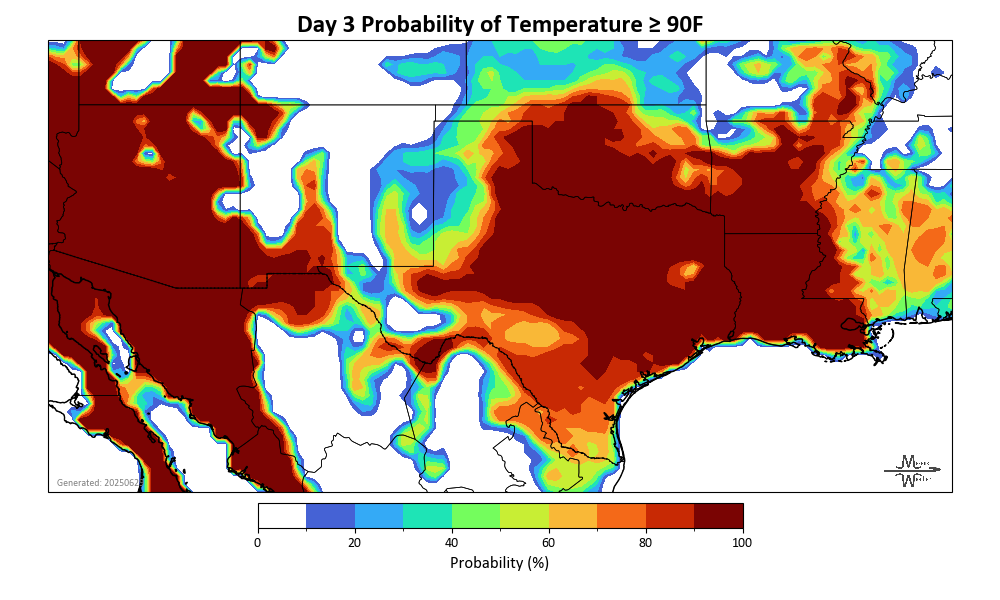 Day 3 Probability of Temperature ≥ 90F
Generated: 2025062
0 20 40 60 80 100
Probability (%)